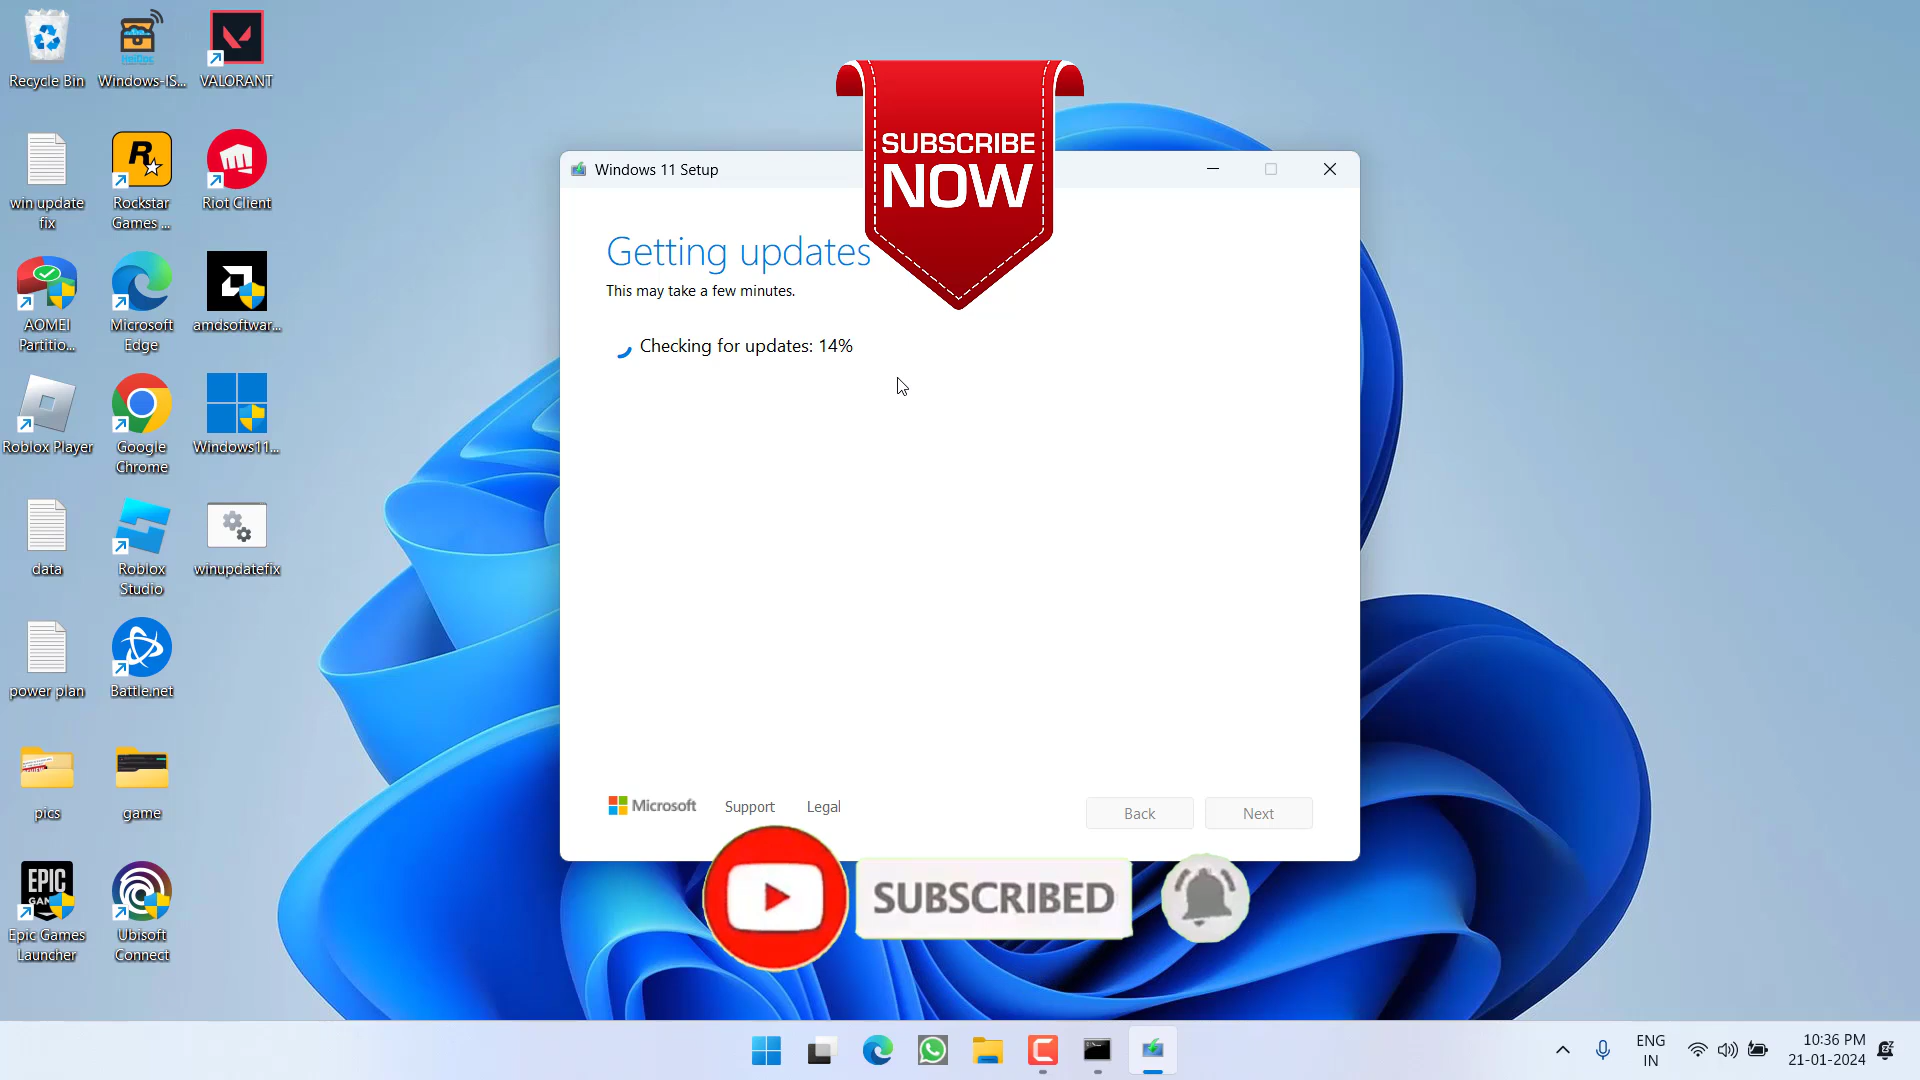 Recycle Bin
Windows-IS...
VALORANT
win update
fix
Rockstar
Games ...
Riot Client
AOMEI
Partitio...
Microsoft
Edge
amdsoftwar...
Roblox Player
Google
Chrome
Windows11...
data
Roblox
Studio
winupdatefix
power plan
Battle.net
pics
game
EPIC
Epic Games
Launcher
Ubisoft
Connect
SUBSCRIBE
NOW
Windows 11 Setup
Getting updates
This may take a few minutes.
Checking for updates: 14%
Microsoft
Support
Legal
Back
Next
SUBSCRIBED
ENG
IN
10:36 PM
21-01-2024